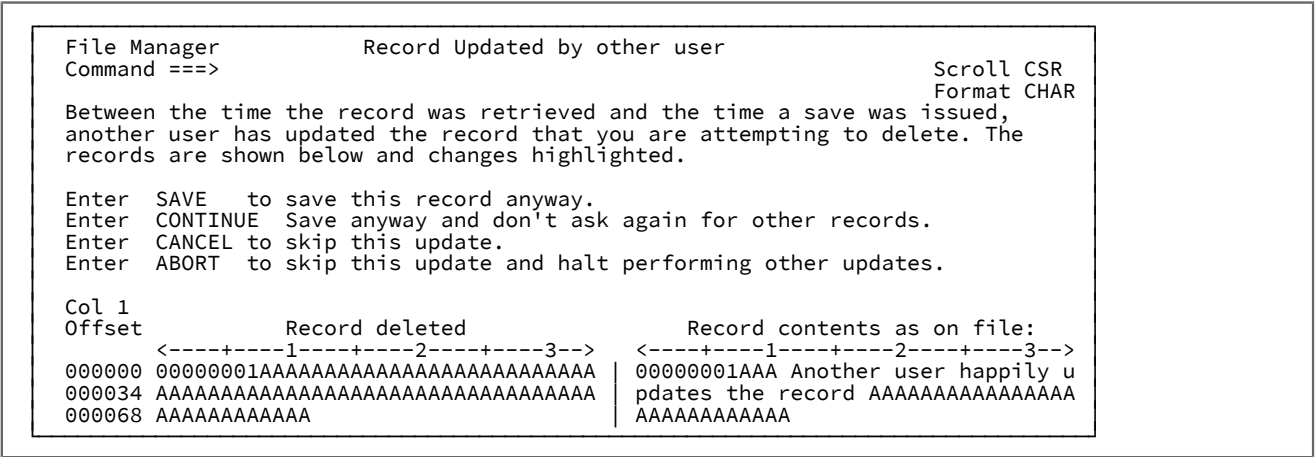 File Manager           Record Updated by other user
Command ===>                                                       Scroll CSR
                                                                   Format CHAR
Between the time the record was retrieved and the time a save was issued,
another user has updated the record that you are attempting to delete. The
records are shown below and changes highlighted.
Enter  SAVE   to save this record anyway.
Enter  CONTINUE  Save anyway and don't ask again for other records.
Enter  CANCEL to skip this update.
Enter  ABORT  to skip this update and halt performing other updates.
Col 1
Offset           Record deleted                 Record contents as on file:
       <----+----1----+----2----+----3-->   <----+----1----+----2----+----3-->
000000 00000001AAAAAAAAAAAAAAAAAAAAAAAAAA | 00000001AAA Another user happily u
000034 AAAAAAAAAAAAAAAAAAAAAAAAAAAAAAAAAA | pdates the record AAAAAAAAAAAAAAAA
000068 AAAAAAAAAAAA                       | AAAAAAAAAAAA